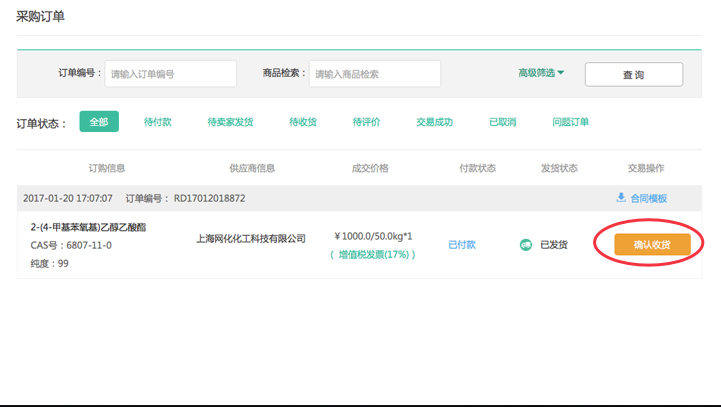 采购订单
订单编号： 请输入订单编号 商品检索： 请输入商品检索 高级筛选 查 询
订单状态： 全部 待付款 待卖家发货 待收货 待评价 交易成功 已取消 问题订单
订购信息 供应商信息 成交价格 付款状态 发货状态 交易操作
2017-01-20 17:07:07 订单编号： RD17012018872 合同模板
2-(4-甲基苯氧基)乙醇乙酸酯
CAS号：6807-11-0
纯度：99
上海网化化工科技有限公司
￥1000.0/50.0kg*1
（ 增值税发票(17%) ）
已付款
已发货
确认收货